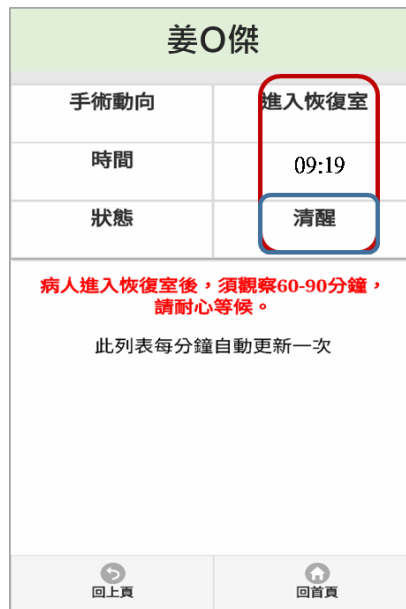 姜O傑
手術動向 進入恢復室
時間 09:19
狀態 清醒
病人進入恢復室後，須觀察60-90分鐘，
請耐心等候。
此列表每分鐘自動更新一次
回上頁 回首頁